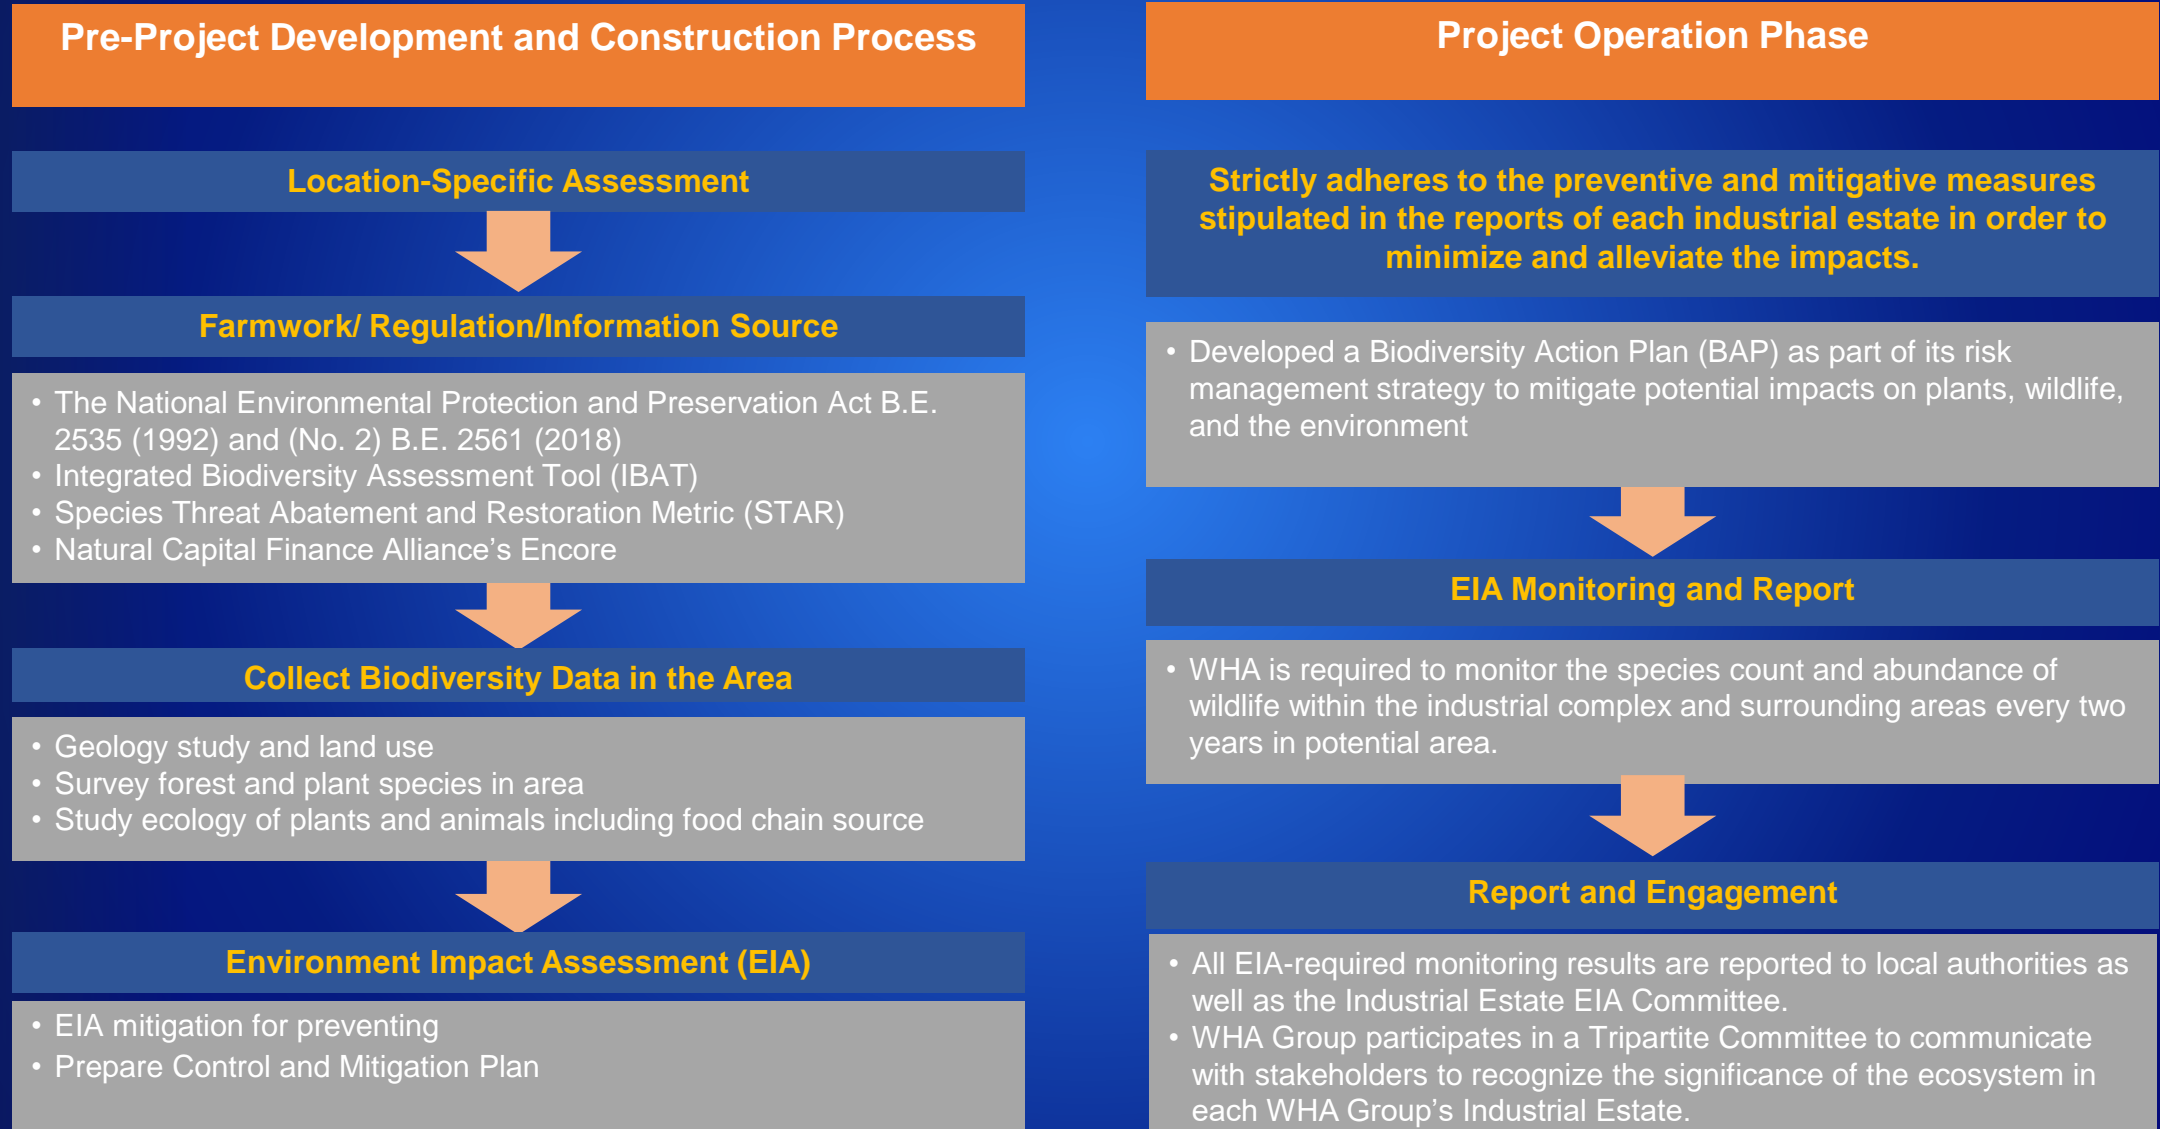 Pre-Project Development and Construction Process
Location-Specific Assessment
Farmwork/ Regulation/Information Source
• The National Environmental Protection and Preservation Act B.E.
2535 (1992) and (No. 2) B.E. 2561 (2018)
• Integrated Biodiversity Assessment Tool (IBAT)
• Species Threat Abatement and Restoration Metric (STAR)
• Natural Capital Finance Alliance’s Encore
Collect Biodiversity Data in the Area
• Geology study and land use
• Survey forest and plant species in area
• Study ecology of plants and animals including food chain source
Environment Impact Assessment (EIA)
• EIA mitigation for preventing
• Prepare Control and Mitigation Plan
Project Operation Phase
Strictly adheres to the preventive and mitigative measures
stipulated in the reports of each industrial estate in order to
minimize and alleviate the impacts.
• Developed a Biodiversity Action Plan (BAP) as part of its risk
management strategy to mitigate potential impacts on plants, wildlife,
and the environment
EIA Monitoring and Report
• WHA is required to monitor the species count and abundance of
wildlife within the industrial complex and surrounding areas every two
years in potential area.
Report and Engagement
• All EIA-required monitoring results are reported to local authorities as
well as the Industrial Estate EIA Committee.
• WHA Group participates in a Tripartite Committee to communicate
with stakeholders to recognize the significance of the ecosystem in
each WHA Group’s Industrial Estate.